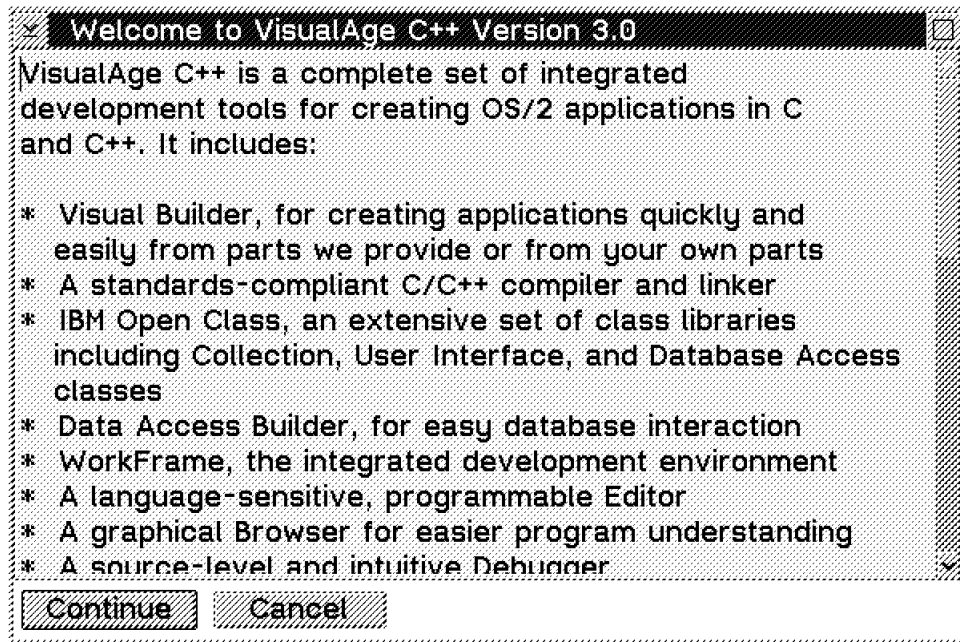 Welcome to VisualAge C++ Version 3.0
VisualAge C++ is a complete set of integrated
development tools for creating OS/2 applications in C
and C++. It includes:
* Visual Builder, for creating applications quickly and
easily from parts we provide or from your own parts
* A standards-compliant C/C++ compiler and linker
* IBM Open Class, an extensive set of class libraries
including Collection, User Interface, and Database Access
classes
* Data Access Builder, for easy database interaction
* WorkFrame, the integrated development environment
* A language-sensitive, programmable Editor
* A graphical Browser for easier program understanding
* A source-level and intuitive Debugger
Continue Cancel